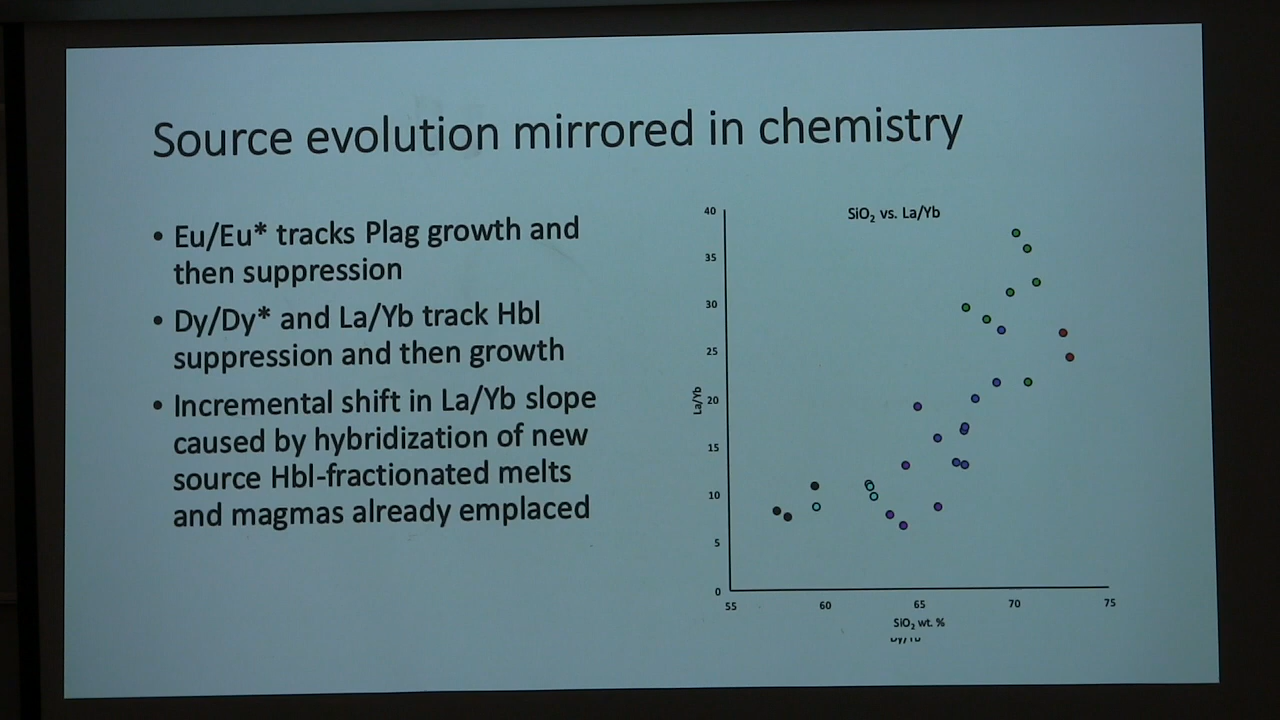 Source evolution mirrored in chemistry
• Eu/Eu* tracks Plag growth and
then suppression
• Dy/Dy* and La/Yb track Hbl
suppression and then growth
• Incremental shift in La/Yb slope
caused by hybridization of new
source Hbl-fractionated melts
and magmas already emplaced
SiO₂ vs. La/Yb
40
35
30
25
20
15
10
5
0
La/Yb
55 60 65 70 75
SiO₂ wt. %